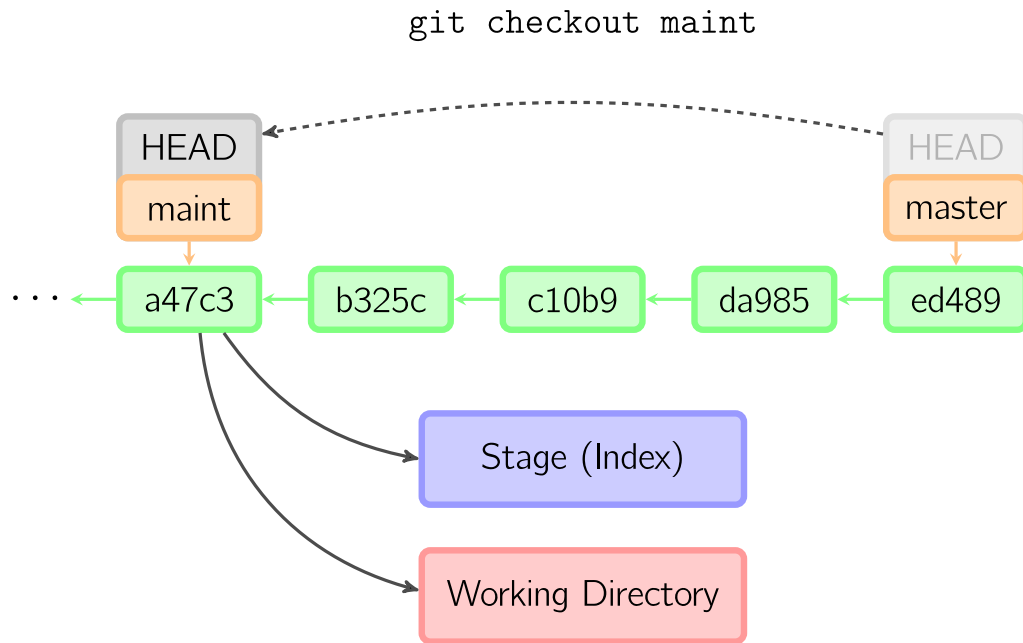 git checkout maint
HEAD HEAD
maint master
... a47c3 b325c c10b9 da985 ed489
Stage (Index)
Working Directory